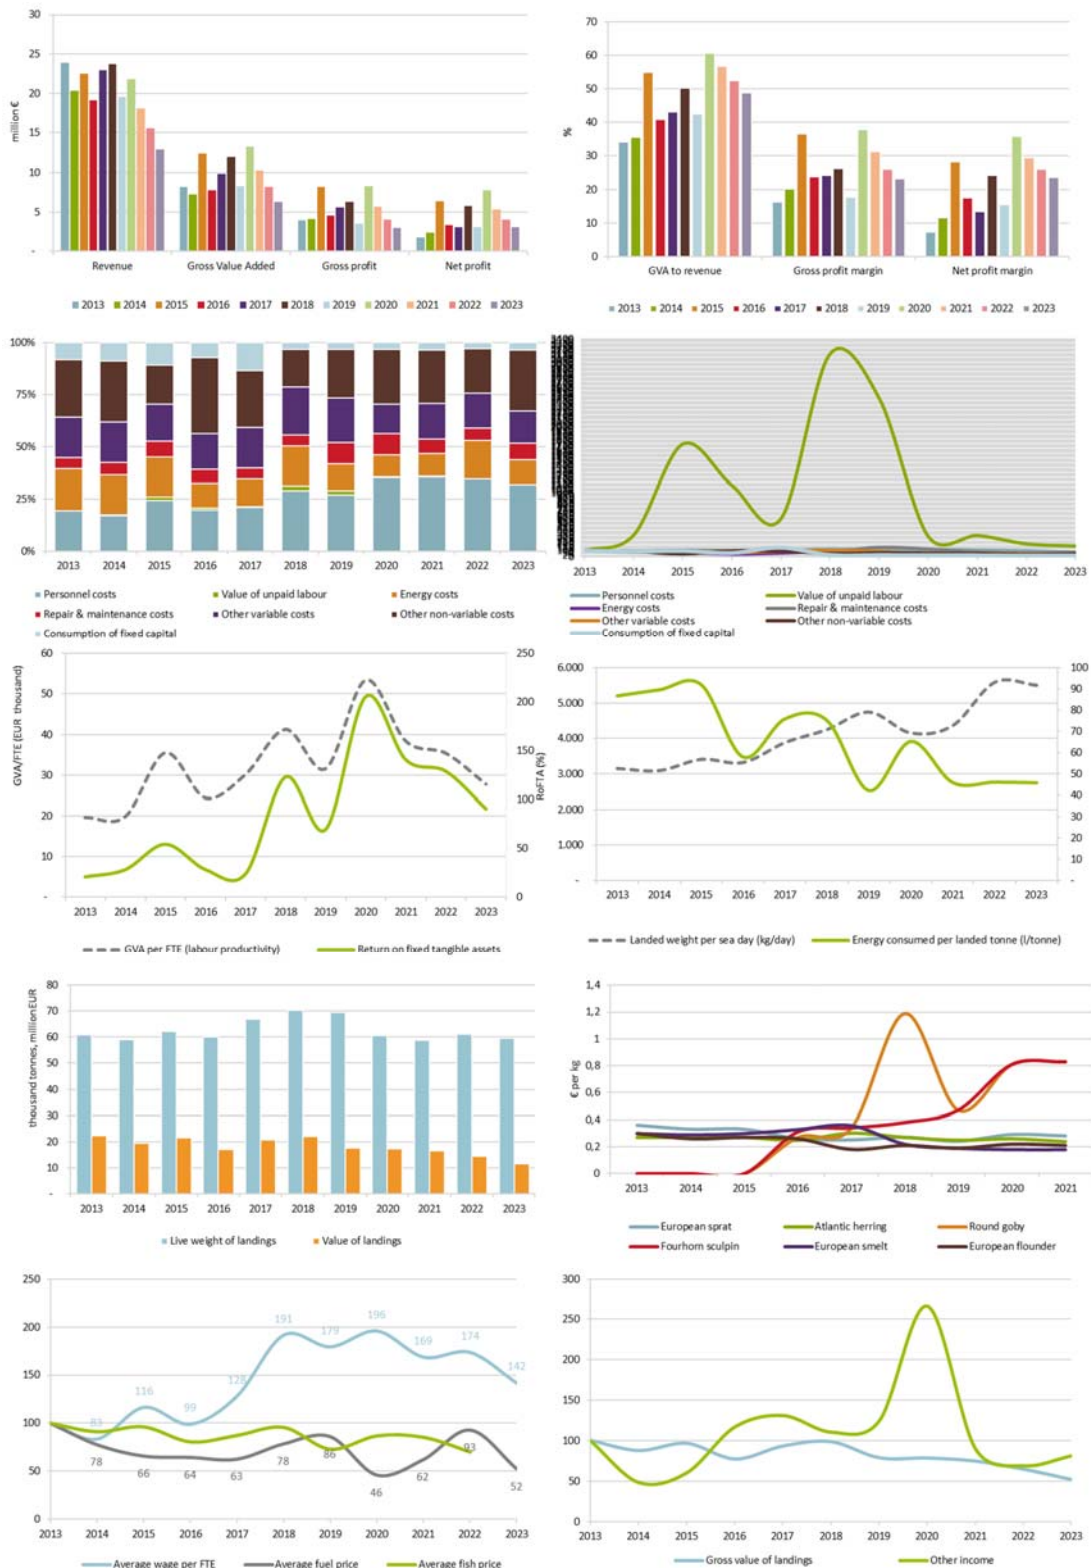 30
25
20
15
10
5
-
million €
Revenue Gross Value Added Gross profit Net profit
2013 2014 2015 2016 2017 2018 2019 2020 2021 2022 2023
70
60
50
40
30
20
10
0
%
GVA to revenue Gross profit margin Net profit margin
2013 2014 2015 2016 2017 2018 2019 2020 2021 2022 2023
100%
75%
50%
25%
0%
2013 2014 2015 2016 2017 2018 2019 2020 2021 2022 2023
Personnel costs Value of unpaid labour Energy costs
Repair & maintenance costs Other variable costs Other non-variable costs
Consumption of fixed capital
2013 2014 2015 2016 2017 2018 2019 2020 2021 2022 2023
Personnel costs Value of unpaid labour
Energy costs Repair & maintenance costs
Other variable costs Other non-variable costs
Consumption of fixed capital
60
50
40
30
20
10
-
GVA/FTE (EUR thousand)
250
200
150
100
50
0
RoFTA (%)
2013 2014 2015 2016 2017 2018 2019 2020 2021 2022 2023
GVA per FTE (labour productivity) Return on fixed tangible assets
6.000
5.000
4.000
3.000
2.000
1.000
-
100
90
80
70
60
50
40
30
20
10
-
2013 2014 2015 2016 2017 2018 2019 2020 2021 2022 2023
Landed weight per sea day (kg/day) Energy consumed per landed tonne (l/tonne)
80
70
60
50
40
30
20
10
-
thousand tonnes, million EUR
2013 2014 2015 2016 2017 2018 2019 2020 2021 2022 2023
Live weight of landings Value of landings
1,4
1,2
1
0,8
0,6
0,4
0,2
0
€ per kg
2013 2014 2015 2016 2017 2018 2019 2020 2021
European sprat Atlantic herring Round goby
Fourhorn sculpin European smelt European flounder
250
200
150
100
50
0
83 116 99 128 191 179 196 169 174 142
78 66 64 63 78 86 46 62 93 52
2013 2014 2015 2016 2017 2018 2019 2020 2021 2022 2023
Average wage per FTE Average fuel price Average fish price
300
250
200
150
100
50
0
2013 2014 2015 2016 2017 2018 2019 2020 2021 2022 2023
Gross value of landings Other income